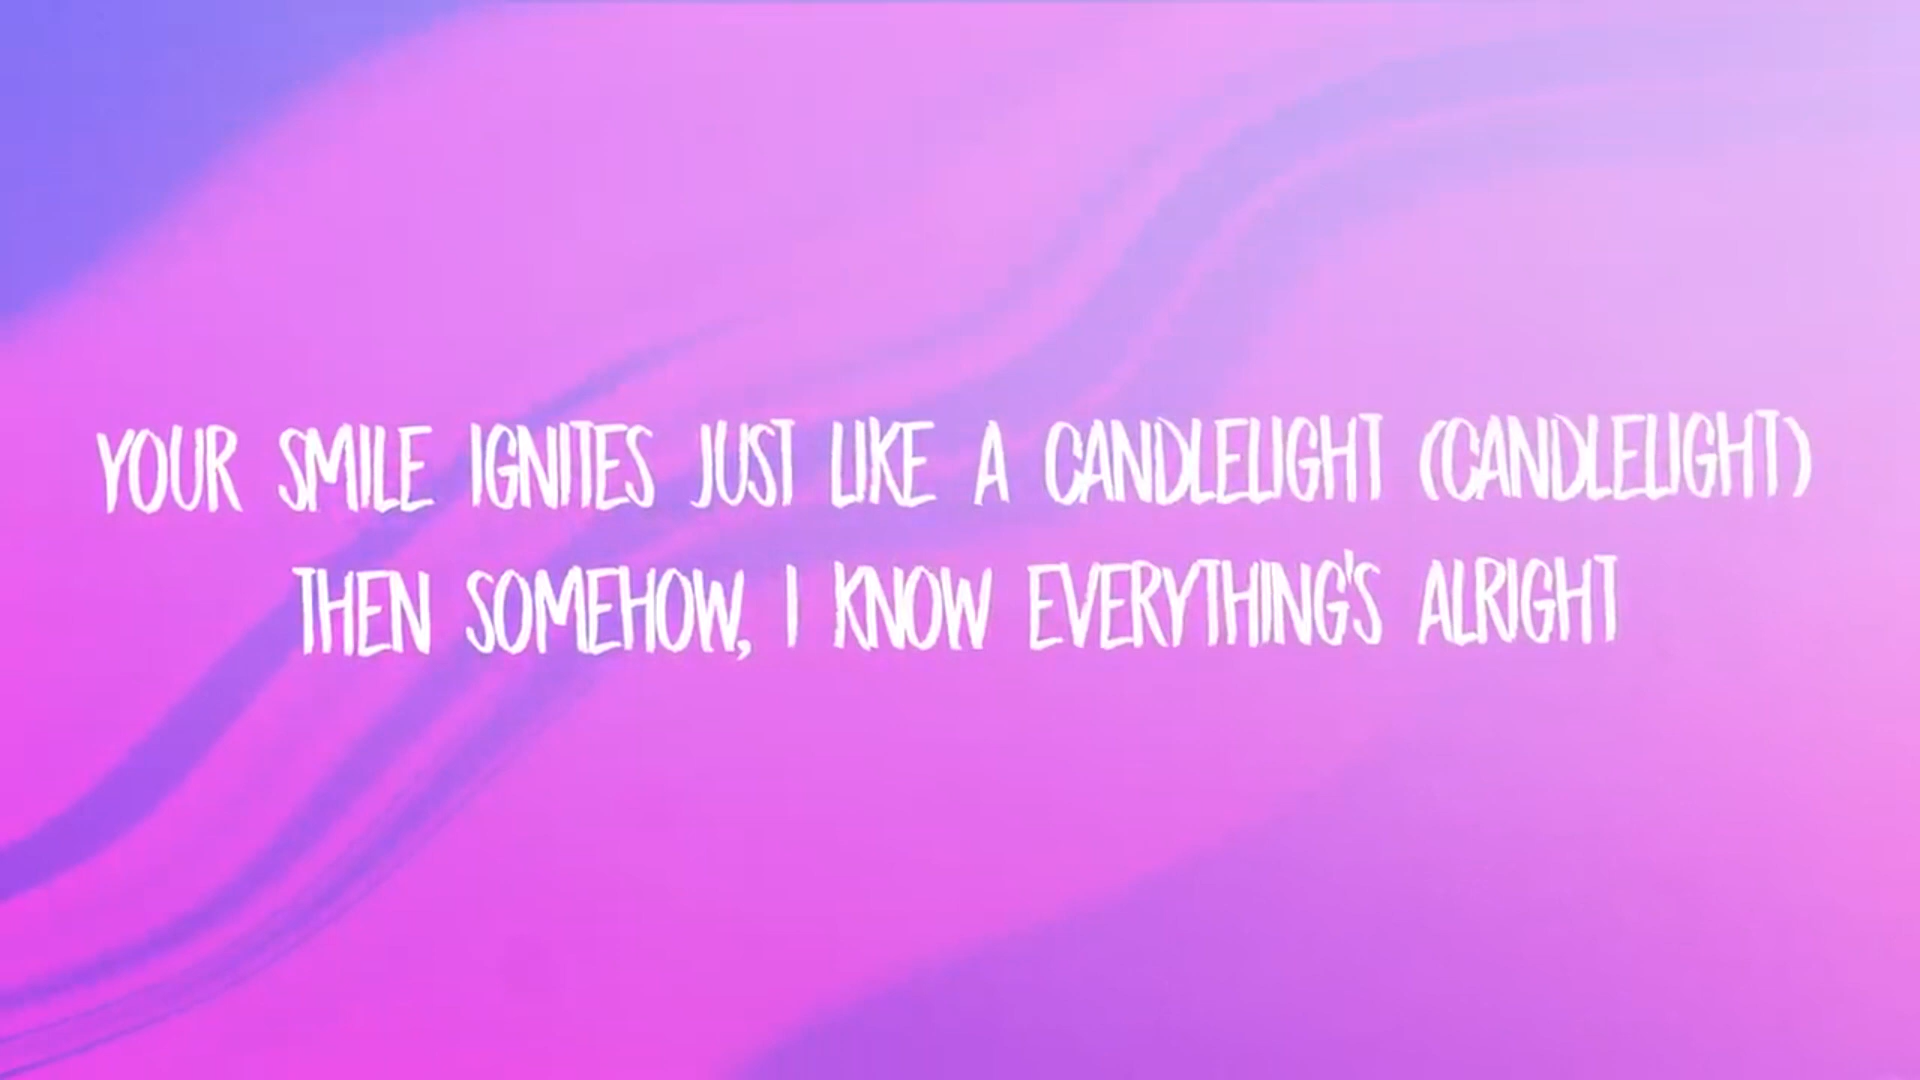 YOUR SMILE IGNITES JUST LIKE A CANDLELIGHT (CANDLELIGHT)
THEN SOMEHOW, I KNOW EVERYTHING'S ALRIGHT